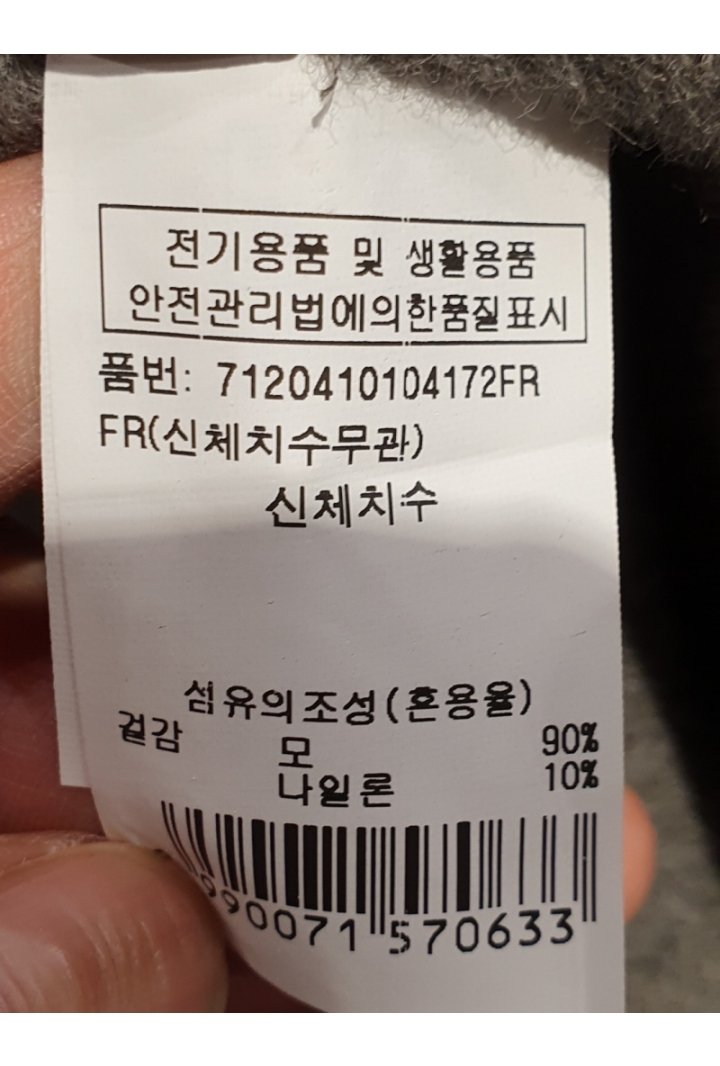 전기용품 및 생활용품
안전관리법에의한품질표시
품번: 7120410104172FR
FR(신체치수무관)
신체치수
섬유의조성(혼용율)
겉감 모 90%
나일론 10%
990071 570633